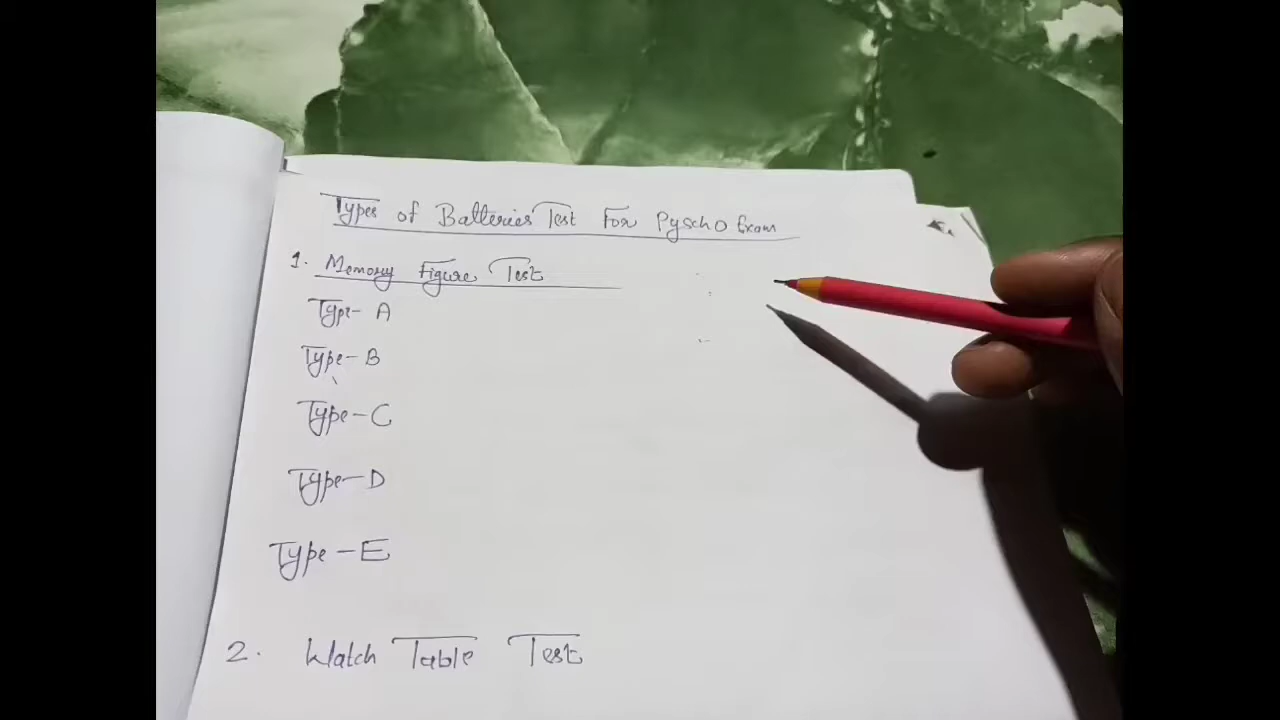 Types of Batteries Test For Pyscho Exam
1. Memory Figure Test
Type- A
Type- B
Type- C
Type- D
Type - E
2. Watch Table Test